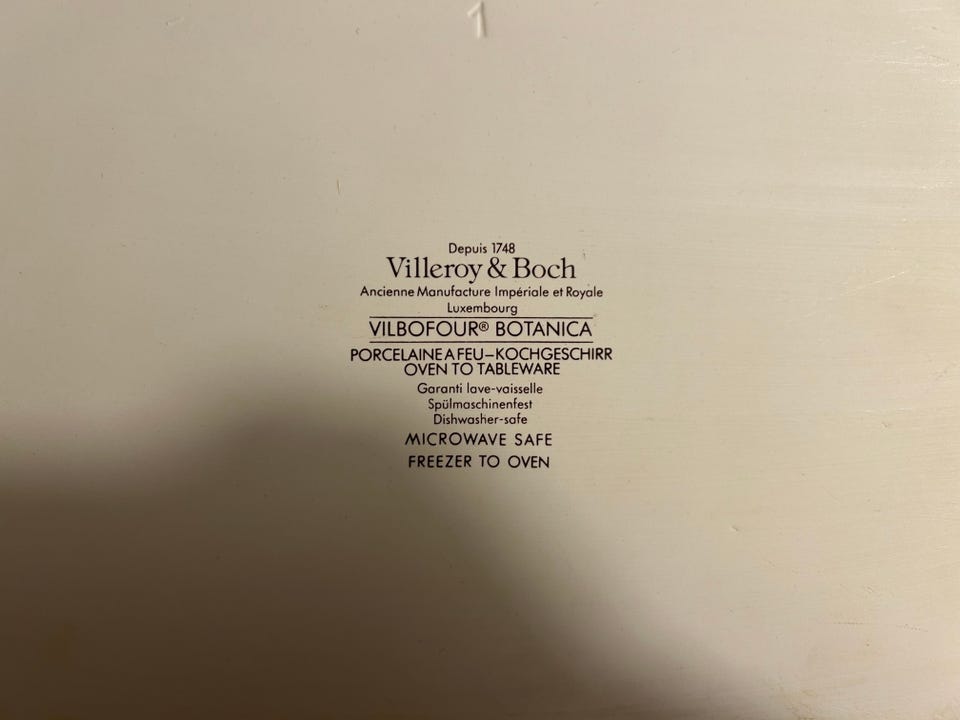 1
Depuis 1748
Villeroy & Boch
Ancienne Manufacture Impériale et Royale
Luxembourg
VILBOFOUR® BOTANICA
PORCELAINE A FEU–KOCHGESCHIRR
OVEN TO TABLEWARE
Garanti lave-vaisselle
Spülmaschinenfest
Dishwasher-safe
MICROWAVE SAFE
FREEZER TO OVEN